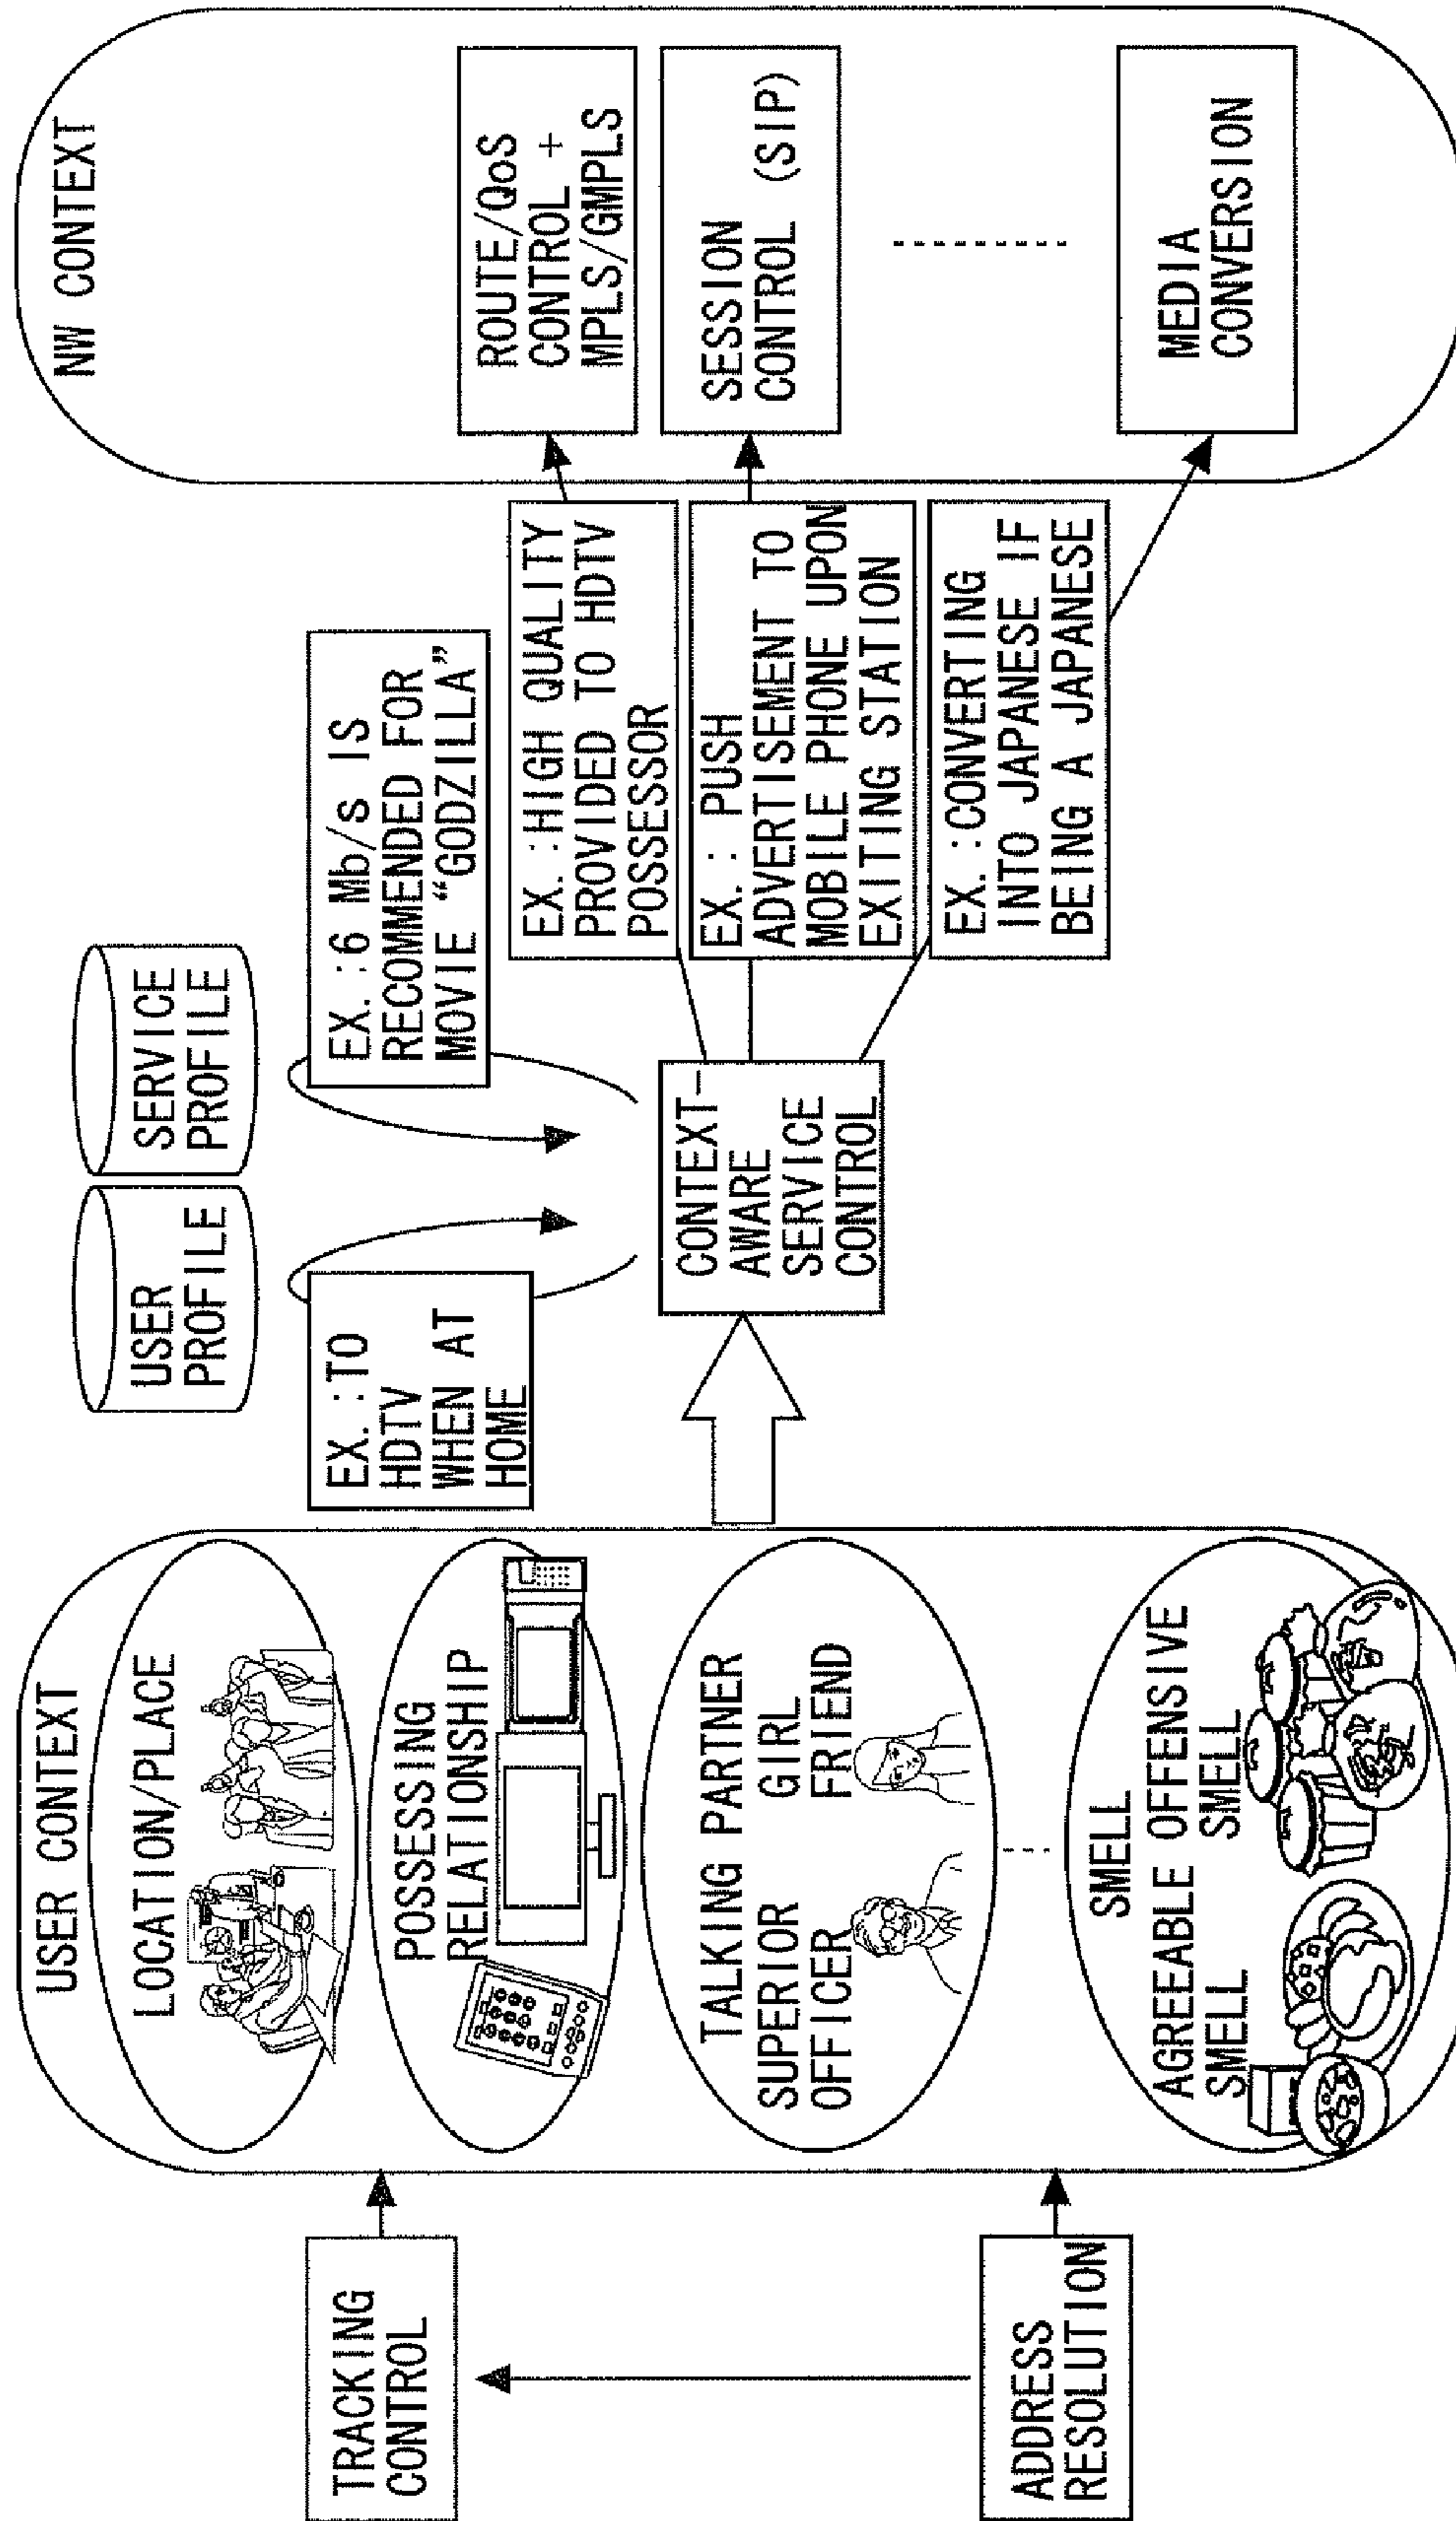 TRACKING
CONTROL
ADDRESS
RESOLUTION
USER CONTEXT
LOCATION/PLACE
POSSESSING
RELATIONSHIP
TALKING PARTNER
SUPERIOR
OFFICER
GIRL
FRIEND
SMELL
AGREEABLE
SMELL
OFFENSIVE
SMELL
USER
PROFILE
SERVICE
PROFILE
EX.:TO
HDTV
WHEN AT
HOME
EX.:6 Mb/s IS
RECOMMENDED FOR
MOVIE “GODZILLA”
CONTEXT-
AWARE
SERVICE
CONTROL
EX.:HIGH QUALITY
PROVIDED TO HDTV
POSSESSOR
EX.: PUSH
ADVERTISEMENT TO
MOBILE PHONE UPON
EXITING STATION
EX.:CONVERTING
INTO JAPANESE IF
BEING A JAPANESE
NW CONTEXT
ROUTE/QoS
CONTROL +
MPLS/GMPLS
SESSION
CONTROL (SIP)
MEDIA
CONVERSION